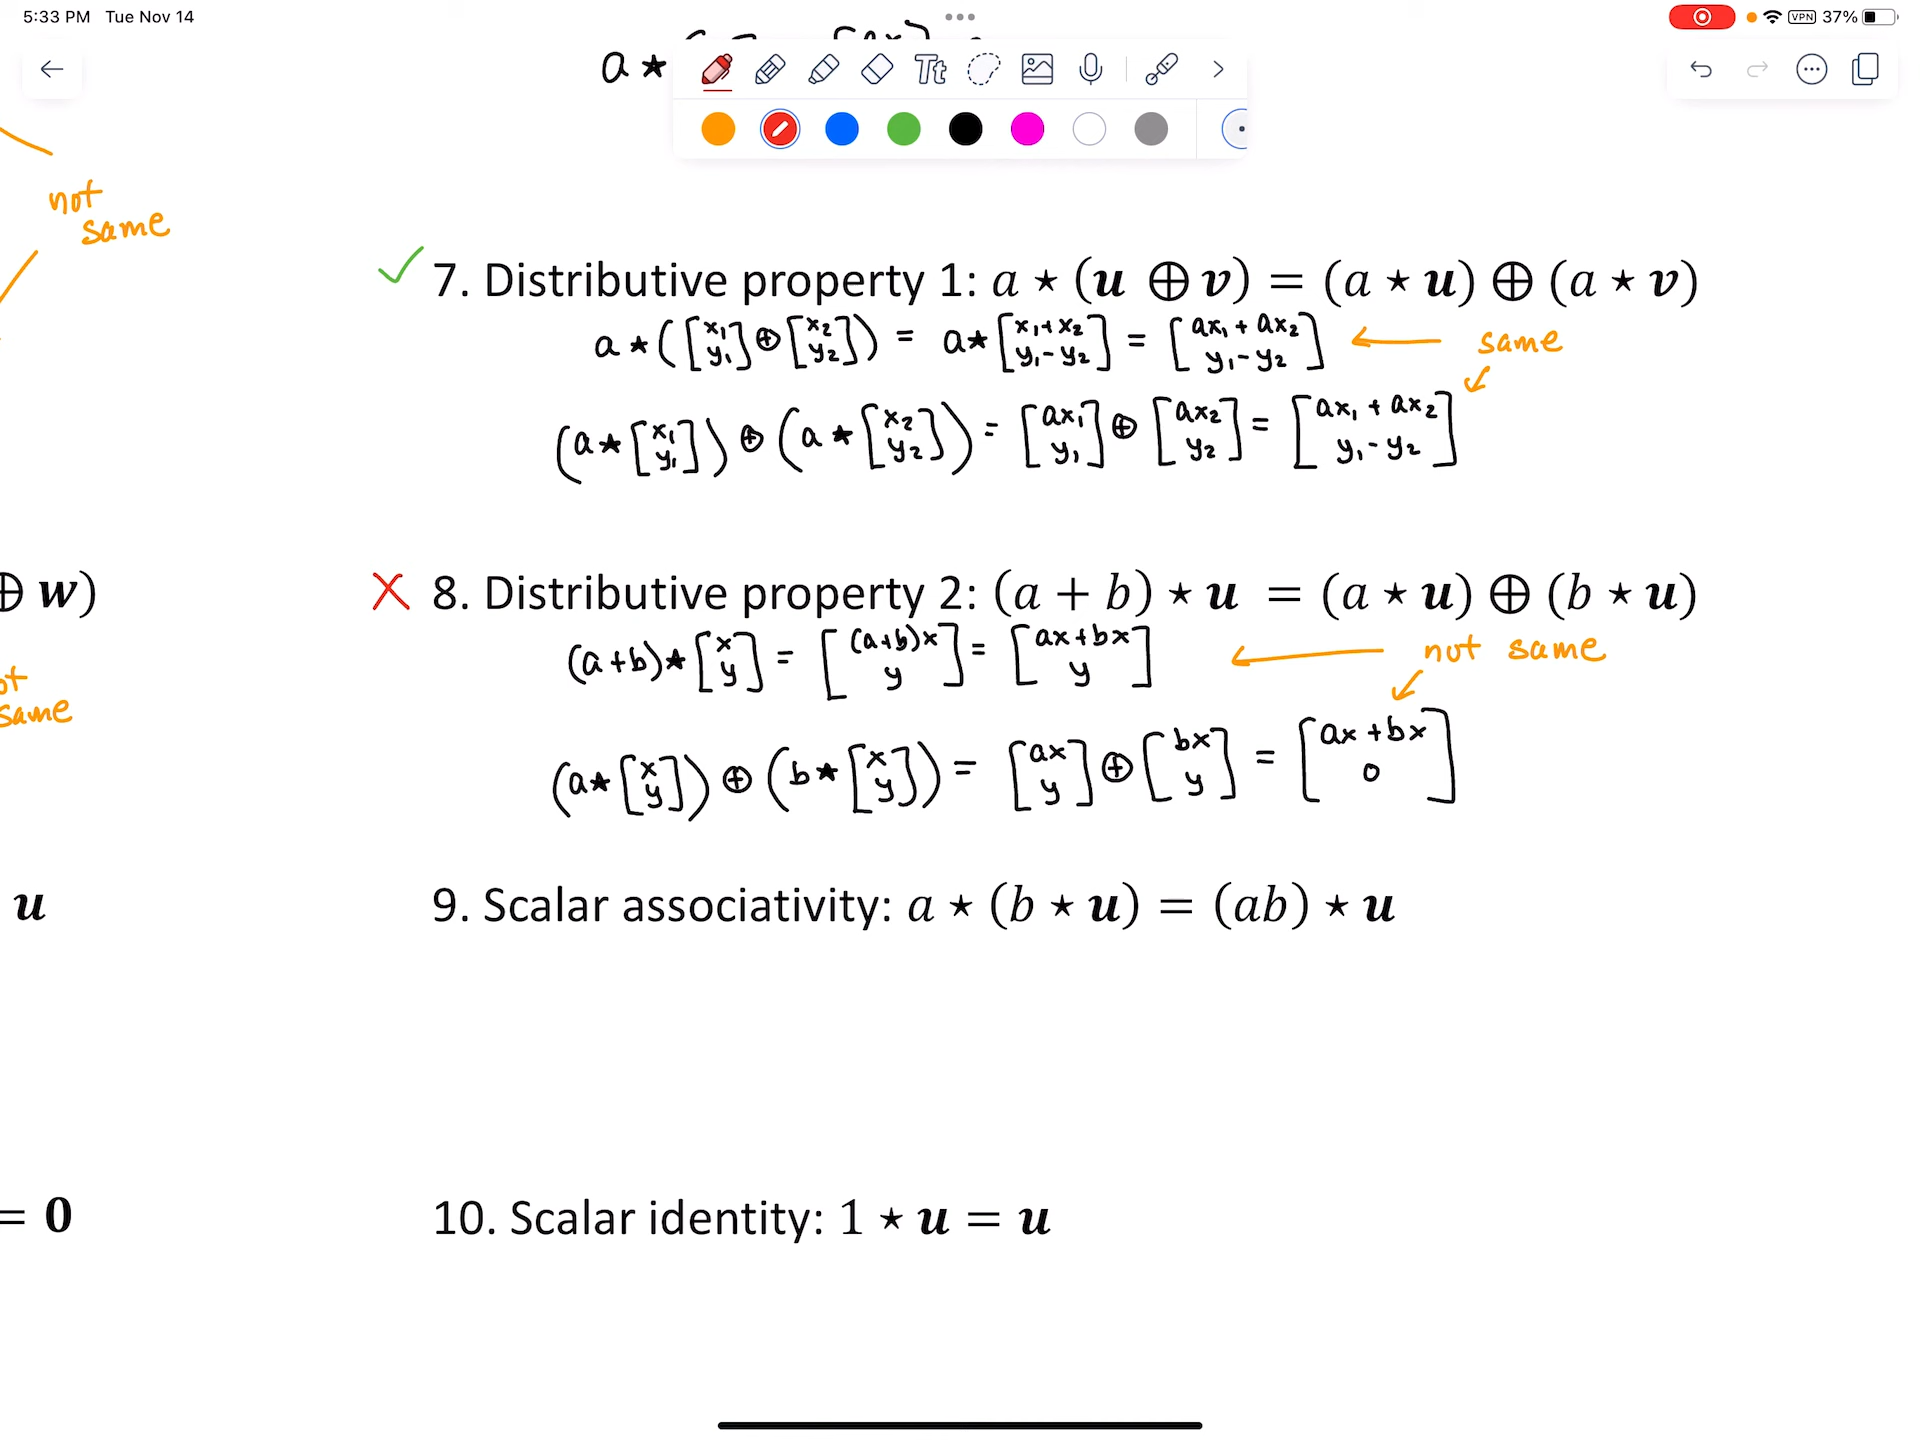 5:33 PM Tue Nov 14
VPN 37%
a ⋆
Tt
not
same
✓ 7. Distributive property 1: a ⋆ (u ⊕ v) = (a ⋆ u) ⊕ (a ⋆ v)
a ⋆ ([x₁ y₁] ⊕ [x₂ y₂]) = a ⋆ [x₁+x₂ y₁-y₂] = [ax₁ + ax₂ y₁-y₂] ← same
(a ⋆ [x₁ y₁]) ⊕ (a ⋆ [x₂ y₂]) = [ax₁ y₁] ⊕ [ax₂ y₂] = [ax₁ + ax₂ y₁-y₂]
⊕ w)
X 8. Distributive property 2: (a + b) ⋆ u = (a ⋆ u) ⊕ (b ⋆ u)
(a+b) ⋆ [x y] = [(a+b)x y] = [ax+bx y] ← not same
same
(a ⋆ [x y]) ⊕ (b ⋆ [x y]) = [ax y] ⊕ [bx y] = [ax+bx 0]
u
9. Scalar associativity: a ⋆ (b ⋆ u) = (ab) ⋆ u
= 0
10. Scalar identity: 1 ⋆ u = u